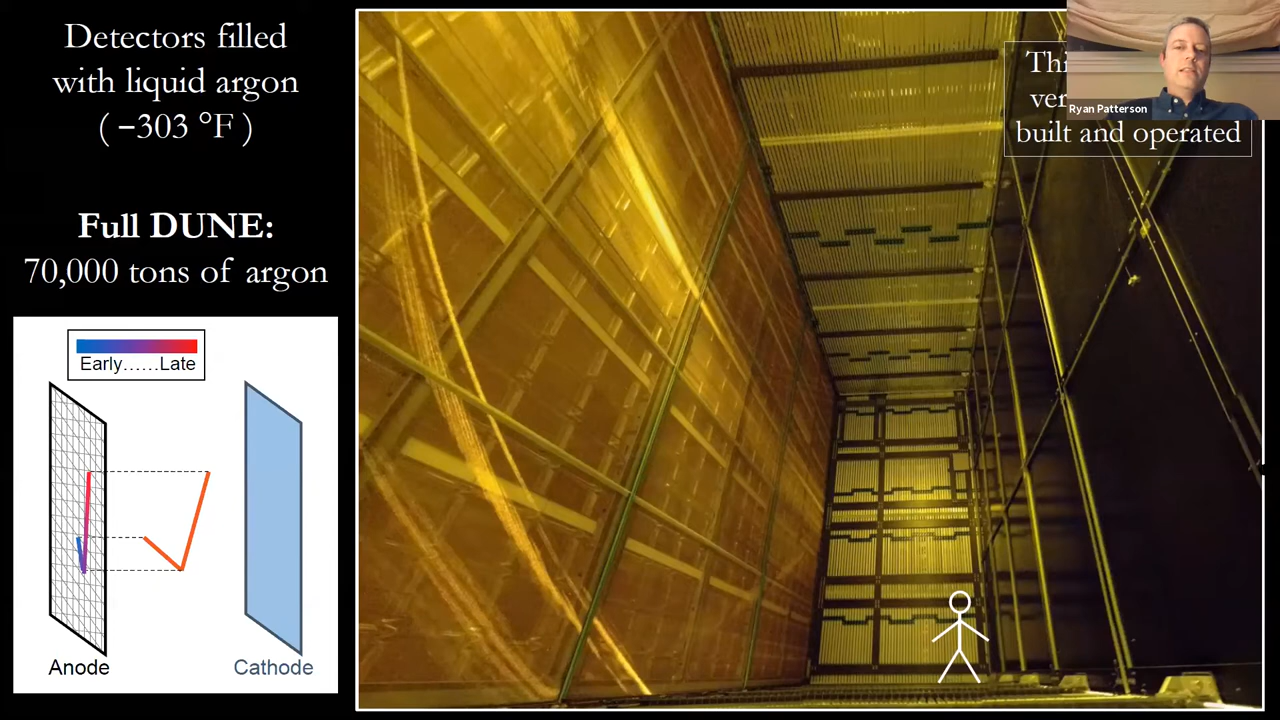 Detectors filled
with liquid argon
( −303 °F )
Full DUNE:
70,000 tons of argon
Early……Late
Anode
Cathode
built and operated
Ryan Patterson